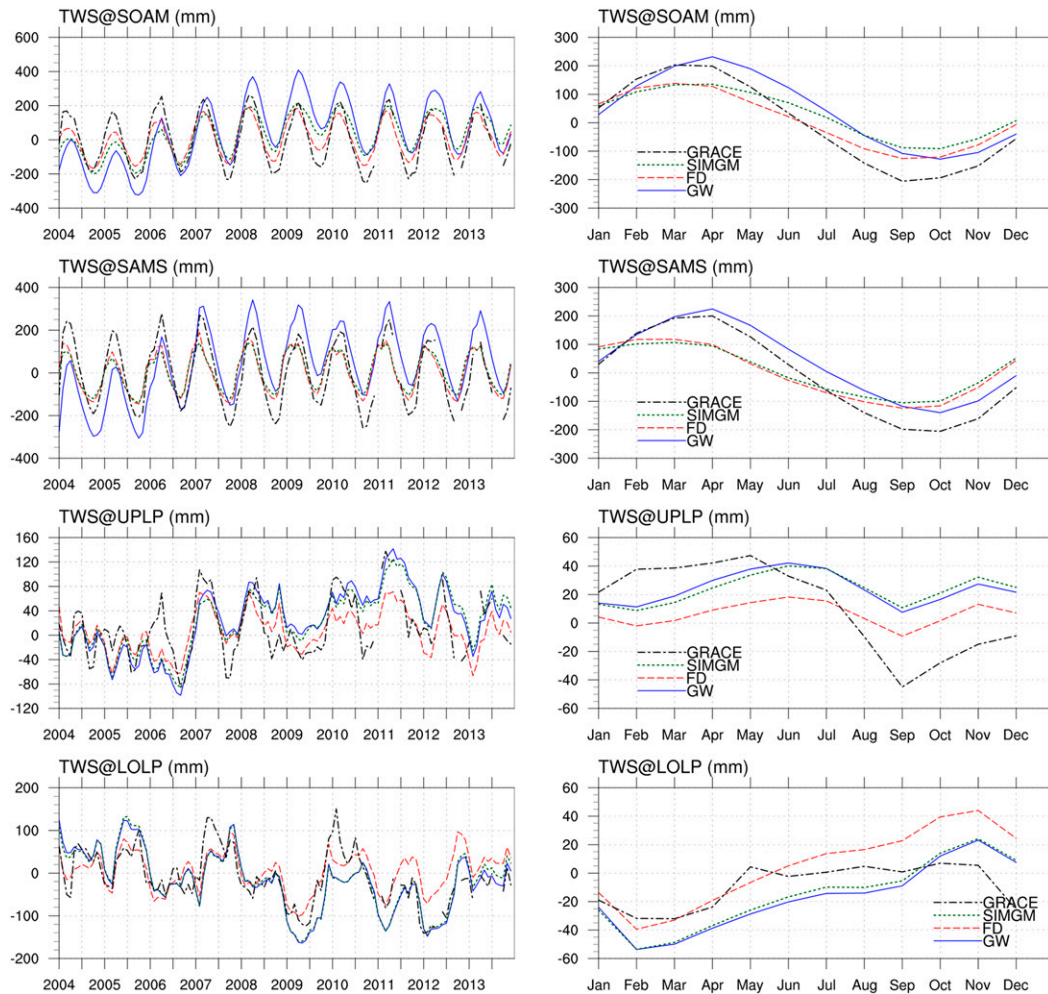 TWS@SOAM (mm)
600
400
200
0
-200
-400
2004 2005 2006 2007 2008 2009 2010 2011 2012 2013
TWS@SOAM (mm)
300
200
100
0
-100
-200
-300
GRACE
SIMGM
FD
GW
Jan Feb Mar Apr May Jun Jul Aug Sep Oct Nov Dec
TWS@SAMS (mm)
400
200
0
-200
-400
2004 2005 2006 2007 2008 2009 2010 2011 2012 2013
TWS@SAMS (mm)
300
200
100
0
-100
-200
-300
GRACE
SIMGM
FD
GW
Jan Feb Mar Apr May Jun Jul Aug Sep Oct Nov Dec
TWS@UPLP (mm)
160
120
80
40
0
-40
-80
-120
2004 2005 2006 2007 2008 2009 2010 2011 2012 2013
TWS@UPLP (mm)
60
40
20
0
-20
-40
-60
GRACE
SIMGM
FD
GW
Jan Feb Mar Apr May Jun Jul Aug Sep Oct Nov Dec
TWS@LOLP (mm)
200
100
0
-100
-200
2004 2005 2006 2007 2008 2009 2010 2011 2012 2013
TWS@LOLP (mm)
60
40
20
0
-20
-40
-60
GRACE
SIMGM
FD
GW
Jan Feb Mar Apr May Jun Jul Aug Sep Oct Nov Dec